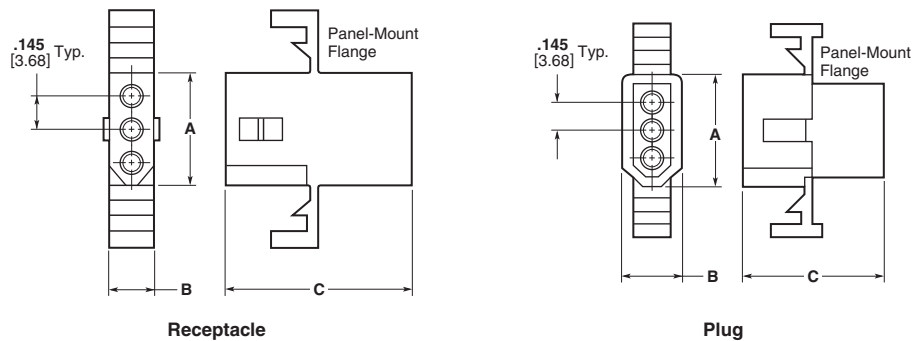 .145
[3.68] Typ.
Panel-Mount
Flange
A
B
C
Receptacle
.145
[3.68] Typ.
Panel-Mount
Flange
A
B
C
Plug